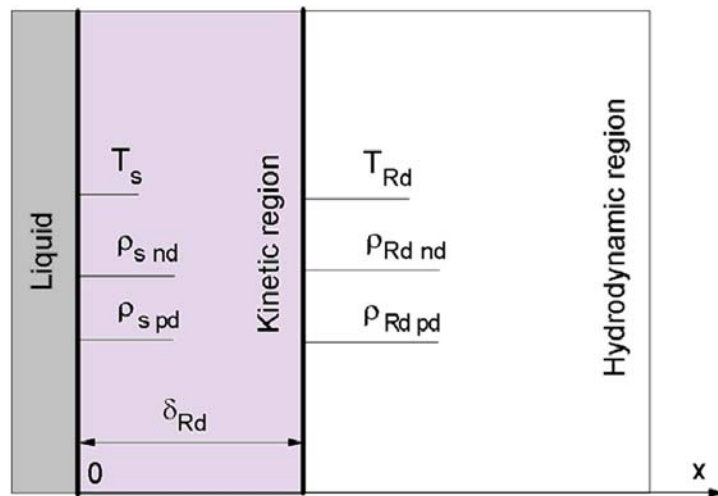 Liquid
T_s
ρ_s nd
ρ_s pd
δ_Rd
0
Kinetic region
T_Rd
ρ_Rd nd
ρ_Rd pd
Hydrodynamic region
x